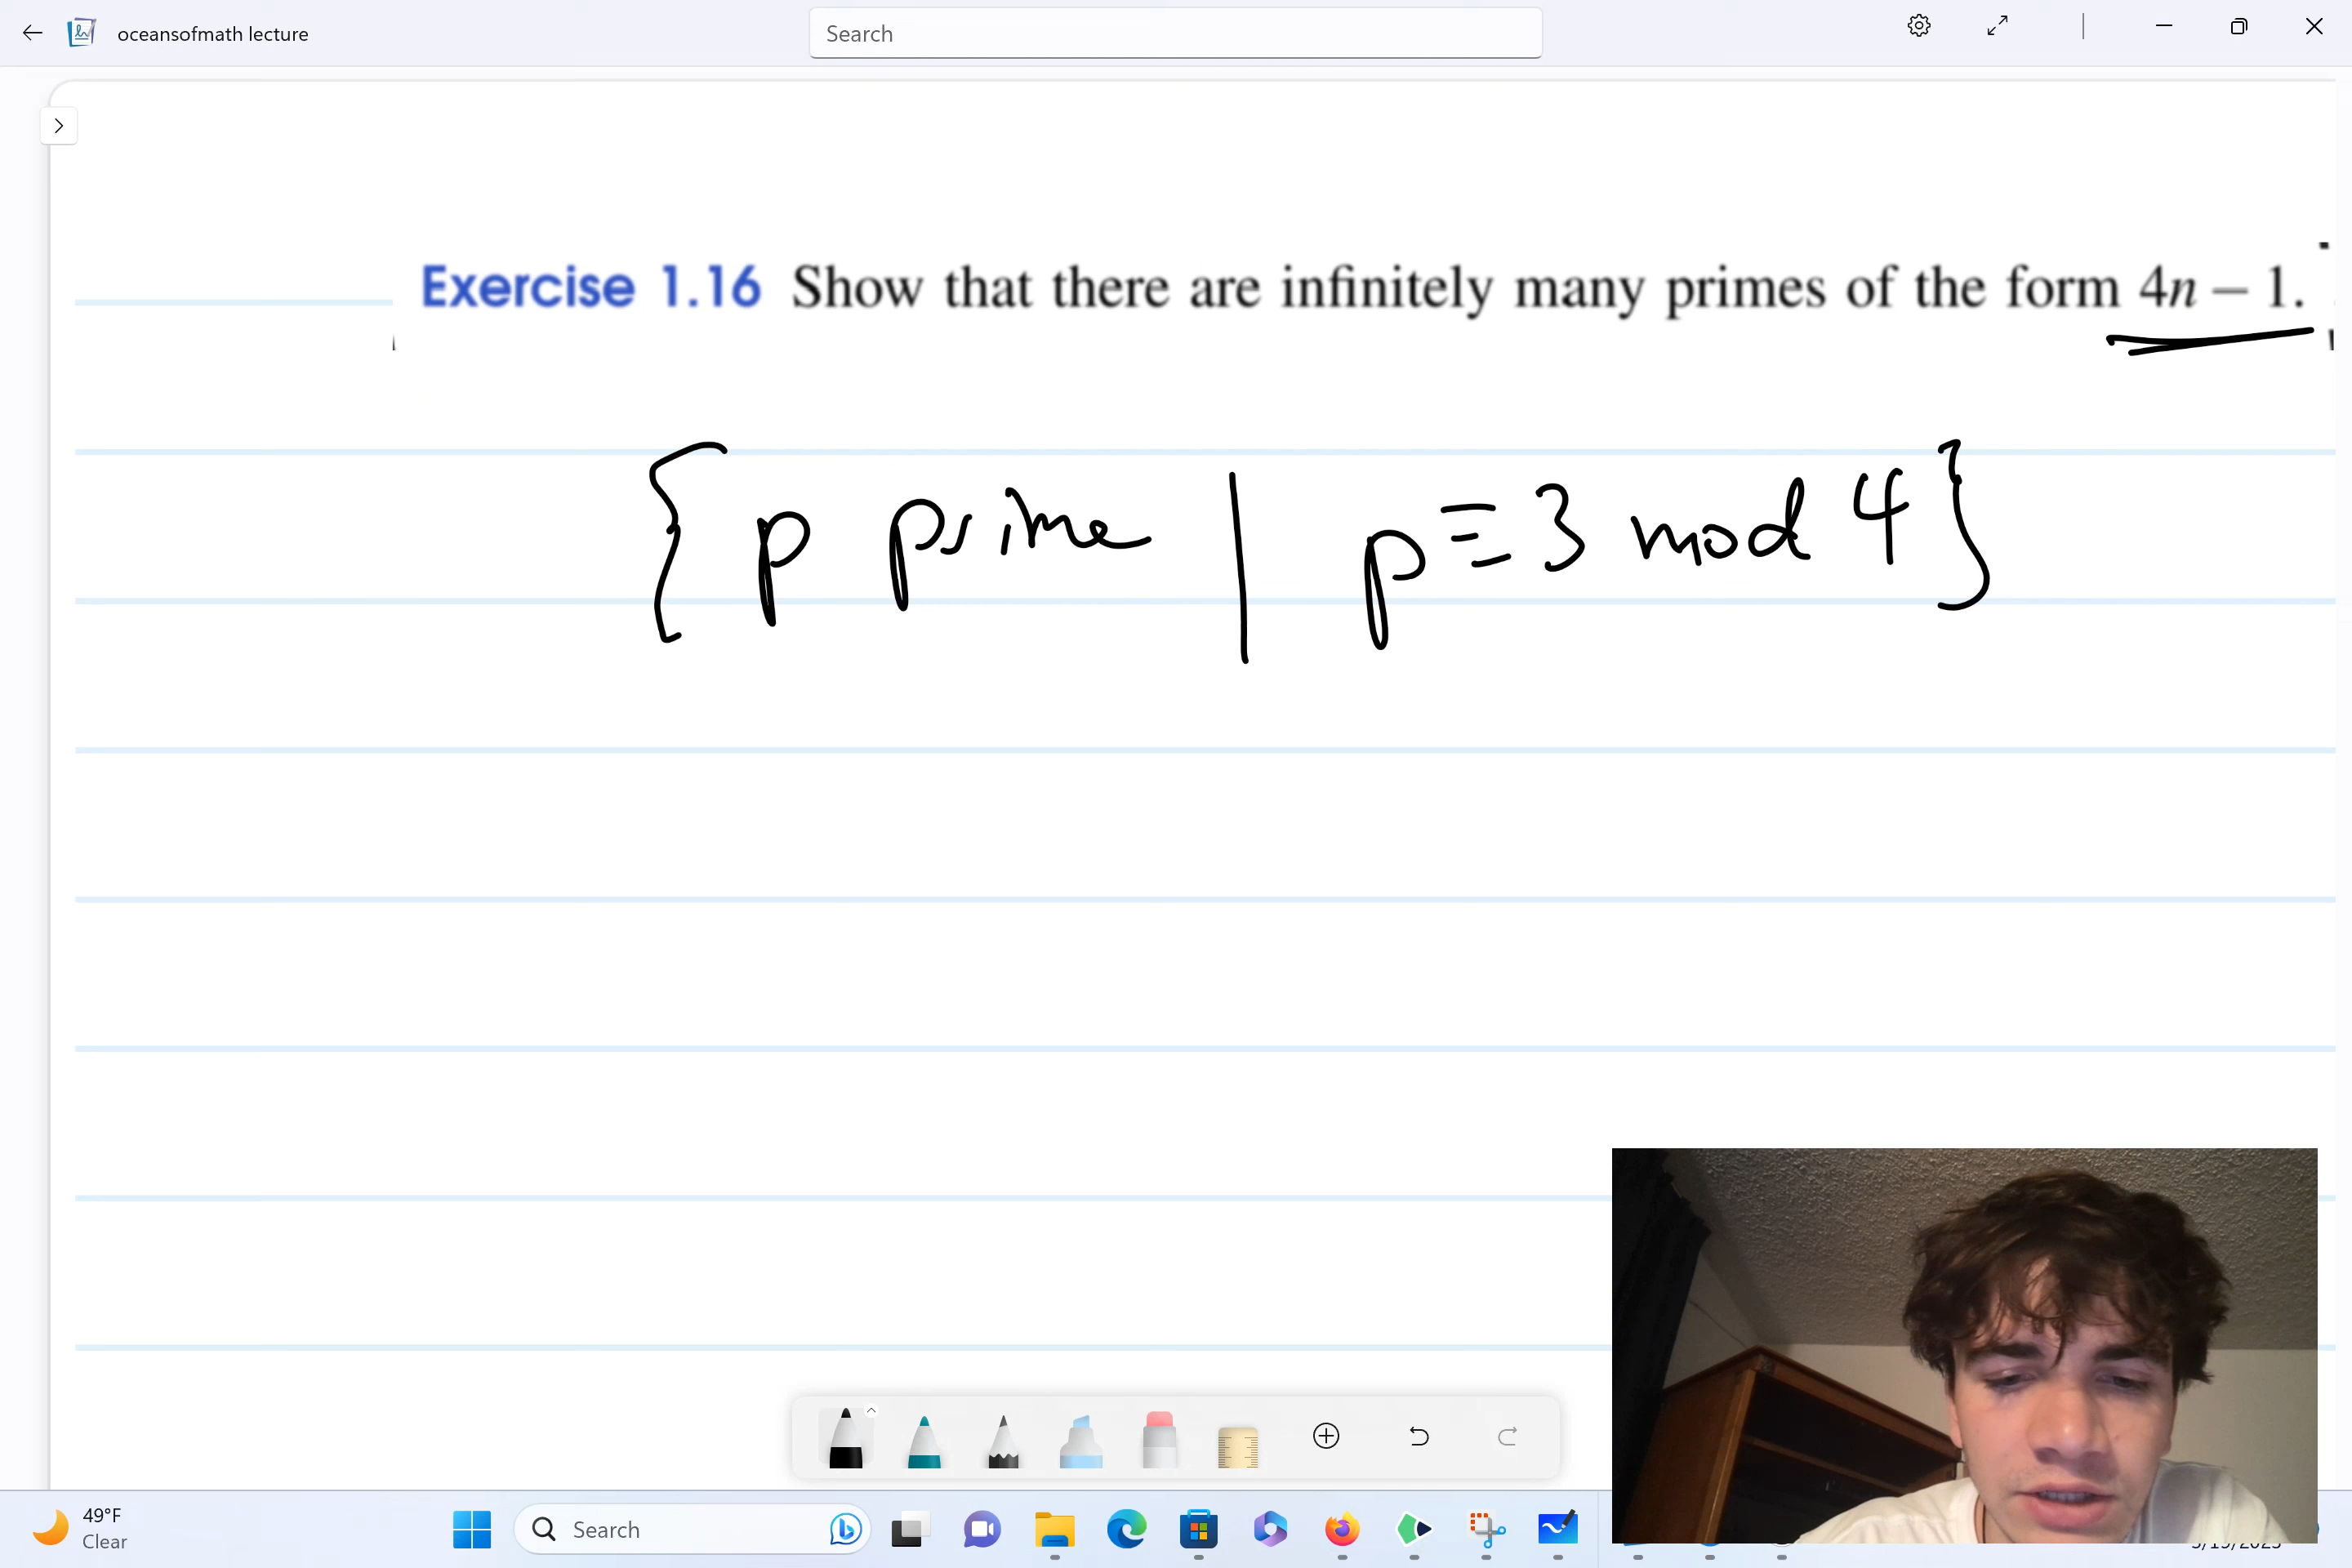 oceansofmath lecture
Search
Exercise 1.16 Show that there are infinitely many primes of the form 4n − 1.
{ p prime | p ≡ 3 mod 4 }
49°F
Clear
Search